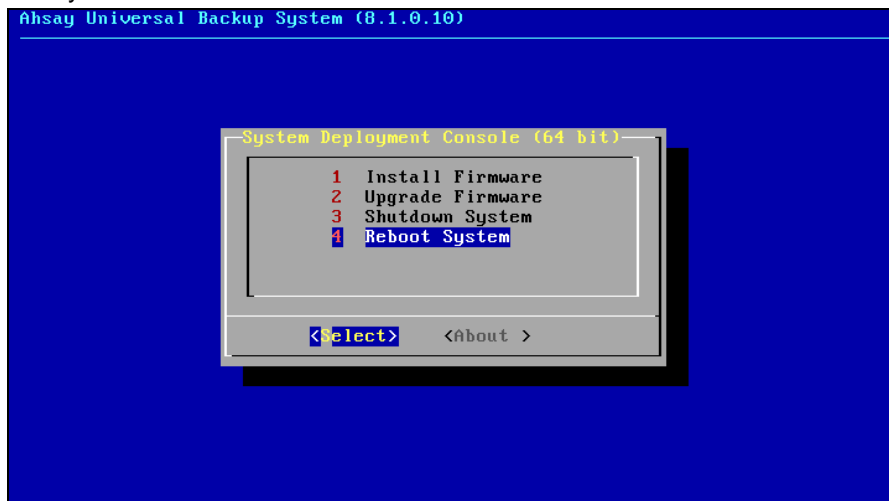 Ahsay Universal Backup System (8.1.0.10)
System Deployment Console (64 bit)
1 Install Firmware
2 Upgrade Firmware
3 Shutdown System
4 Reboot System
<Select> <About >